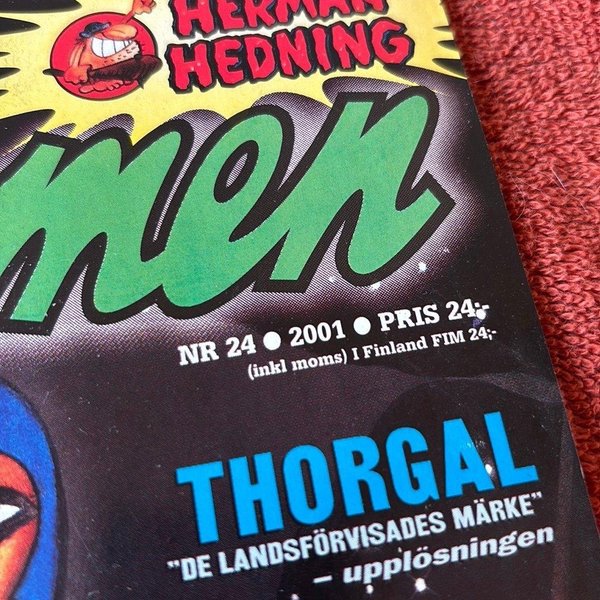 HERMAN
HEDNING
men
NR 24 ● 2001 ● PRIS 24:-
(inkl moms) I Finland FIM 24:-
THORGAL
"DE LANDSFÖRVISADES MÄRKE"
– upplösningen